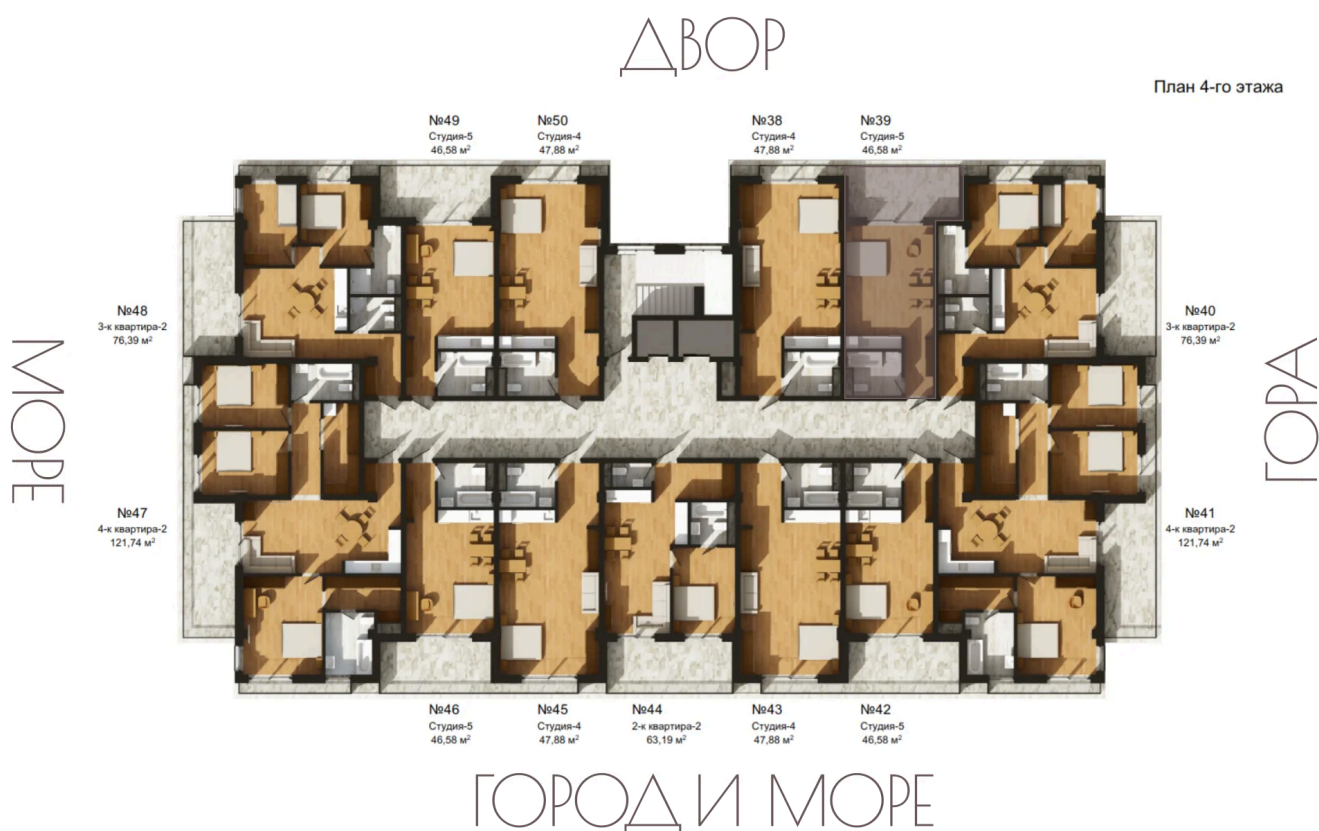 ДВОР
План 4-го этажа
№49
Студия-5
46,58 м²
№50
Студия-4
47,88 м²
№38
Студия-4
47,88 м²
№39
Студия-5
46,58 м²
№48
3-к квартира-2
76,39 м²
№40
3-к квартира-2
76,39 м²
МОРЕ
ГОРА
№47
4-к квартира-2
121,74 м²
№41
4-к квартира-2
121,74 м²
№46
Студия-5
46,58 м²
№45
Студия-4
47,88 м²
№44
2-к квартира-2
63,19 м²
№43
Студия-4
47,88 м²
№42
Студия-5
46,58 м²
ГОРОД И МОРЕ